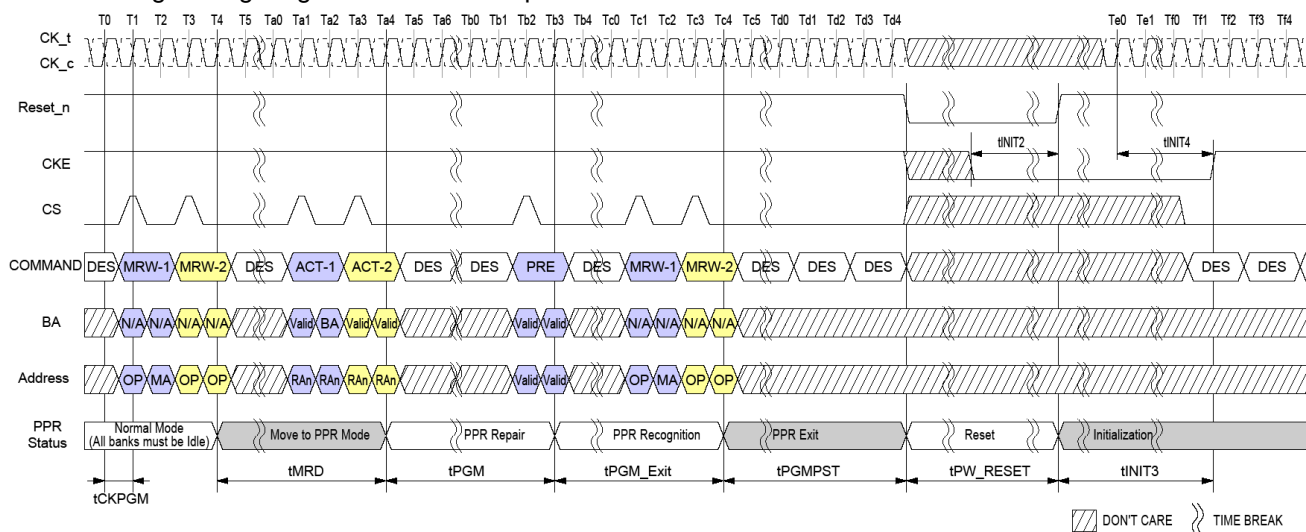 T0 T1 T2 T3 T4 T5 Ta0 Ta1 Ta2 Ta3 Ta4 Ta5 Ta6 Tb0 Tb1 Tb2 Tb3 Tb4 Tc0 Tc1 Tc2 Tc3 Tc4 Tc5 Td0 Td1 Td2 Td3 Td4 Te0 Te1 Tf0 Tf1 Tf2 Tf3 Tf4
CK_t
CK_c
Reset_n
tINIT2 tINIT4
CKE
CS
COMMAND DES MRW-1 MRW-2 DES ACT-1 ACT-2 DES DES PRE DES MRW-1 MRW-2 DES DES DES DES DES
BA N/A N/A N/A N/A Valid BA Valid Valid Valid Valid N/A N/A N/A N/A
Address OP MA OP OP RAn RAn RAn RAn Valid Valid OP MA OP OP
PPR Status Normal Mode (All banks must be Idle) Move to PPR Mode PPR Repair PPR Recognition PPR Exit Reset Initialization
tCKPGM tMRD tPGM tPGM_Exit tPGMPST tPW_RESET tINIT3
DON'T CARE TIME BREAK